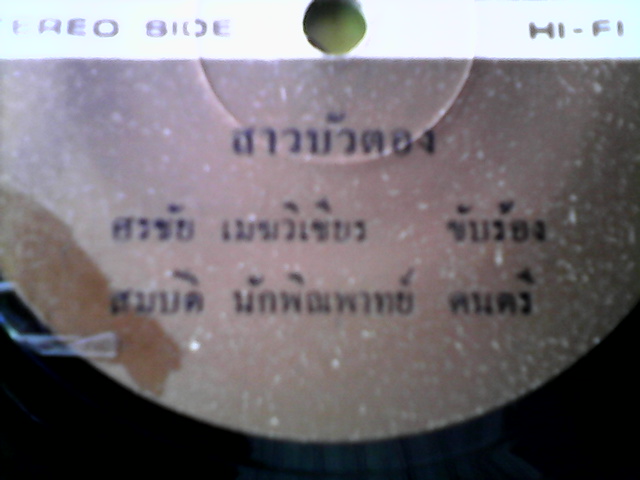 STEREO SIDE HI-FI
สาวบัวตอง
ศรชัย เมฆวิเชียร ขับร้อง
สมบัติ นักพิณพาทย์ ดนตรี